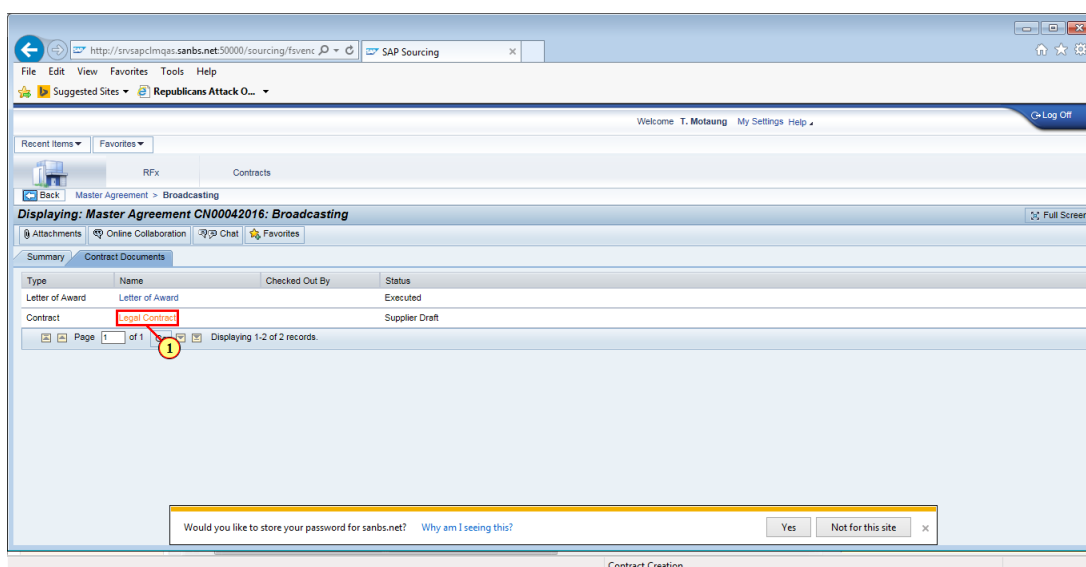 http://srvsapclmqas.sanbs.net:50000/sourcing/fsvenc
SAP Sourcing
File Edit View Favorites Tools Help
Suggested Sites Republicans Attack O...
Welcome T. Motaung My Settings Help
Log Off
Recent Items Favorites
RFx Contracts
Back Master Agreement > Broadcasting
Displaying: Master Agreement CN00042016: Broadcasting
Full Screen
Attachments Online Collaboration Chat Favorites
Summary Contract Documents
Type Name Checked Out By Status
Letter of Award Letter of Award Executed
Contract Legal Contract Supplier Draft
Page 1 of 1 Displaying 1-2 of 2 records.
1
Would you like to store your password for sanbs.net? Why am I seeing this? Yes Not for this site
Contract Creation